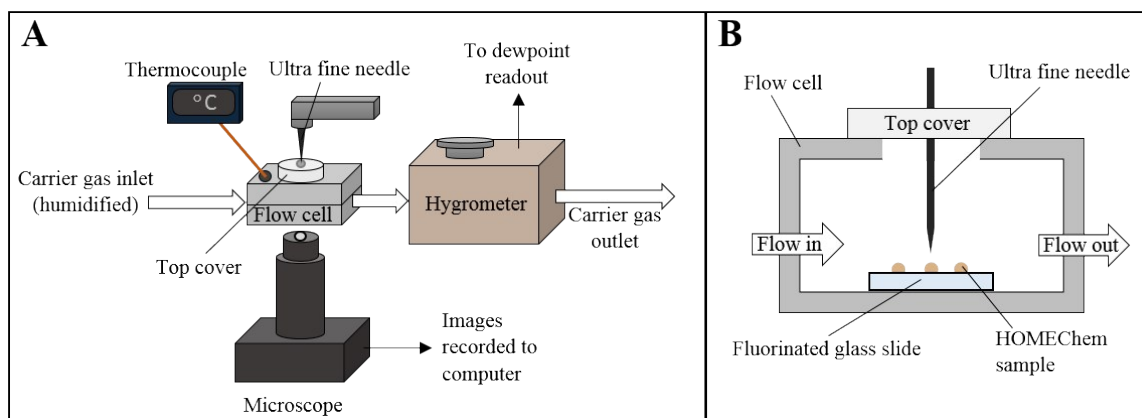 A
Thermocouple
°C
Ultra fine needle
To dewpoint
readout
Carrier gas inlet
(humidified)
Flow cell
Hygrometer
Carrier gas
outlet
Top cover
Images
recorded to
computer
Microscope
B
Flow cell
Ultra fine needle
Top cover
Flow in
Flow out
Fluorinated glass slide
HOMEChem
sample